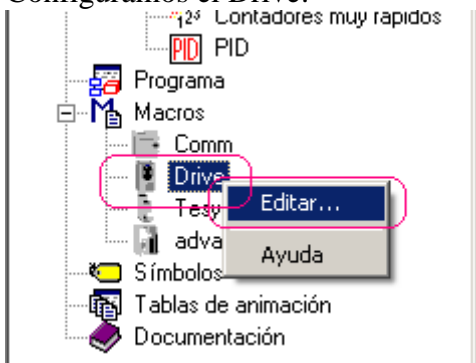 Configuramos el Drive.
Contadores muy rapidos
PID PID
Programa
Macros
Comm
Drive
Editar...
Tesy
adva
Ayuda
Símbolos
Tablas de animación
Documentación